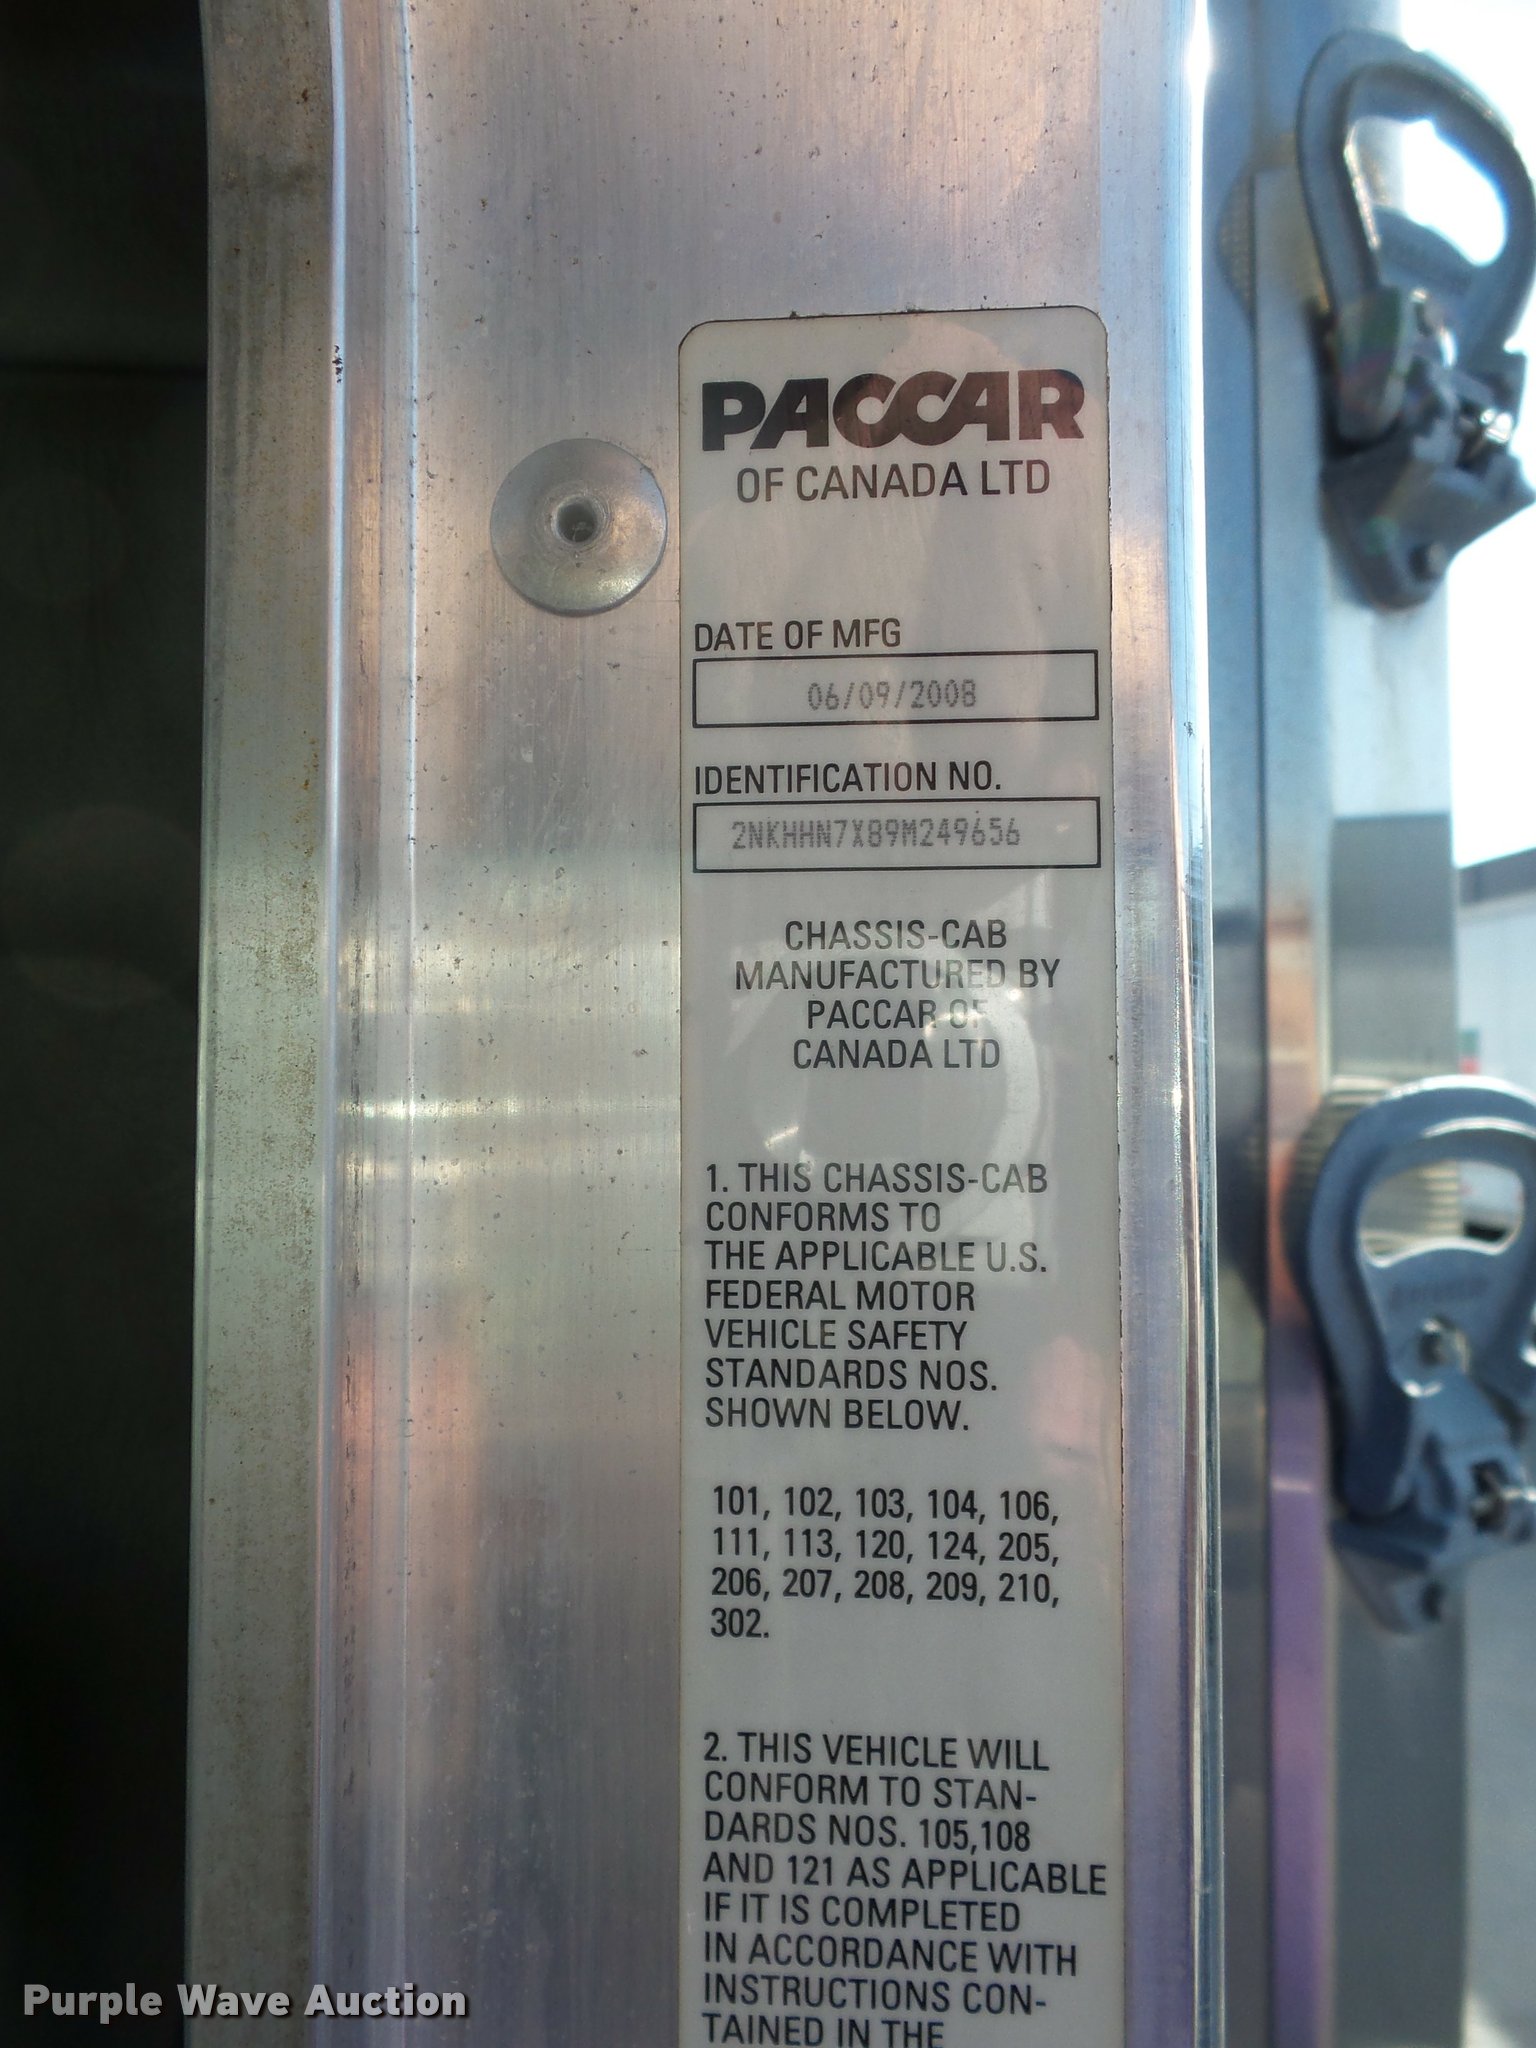 PACCAR
OF CANADA LTD
DATE OF MFG
06/09/2008
IDENTIFICATION NO.
2NKHHN7X89M249656
CHASSIS-CAB
MANUFACTURED BY
PACCAR OF
CANADA LTD
1. THIS CHASSIS-CAB
CONFORMS TO
THE APPLICABLE U.S.
FEDERAL MOTOR
VEHICLE SAFETY
STANDARDS NOS.
SHOWN BELOW.
101, 102, 103, 104, 106,
111, 113, 120, 124, 205,
206, 207, 208, 209, 210,
302.
2. THIS VEHICLE WILL
CONFORM TO STAN-
DARDS NOS. 105,108
AND 121 AS APPLICABLE
IF IT IS COMPLETED
IN ACCORDANCE WITH
INSTRUCTIONS CON-
TAINED IN THE
Purple Wave Auction